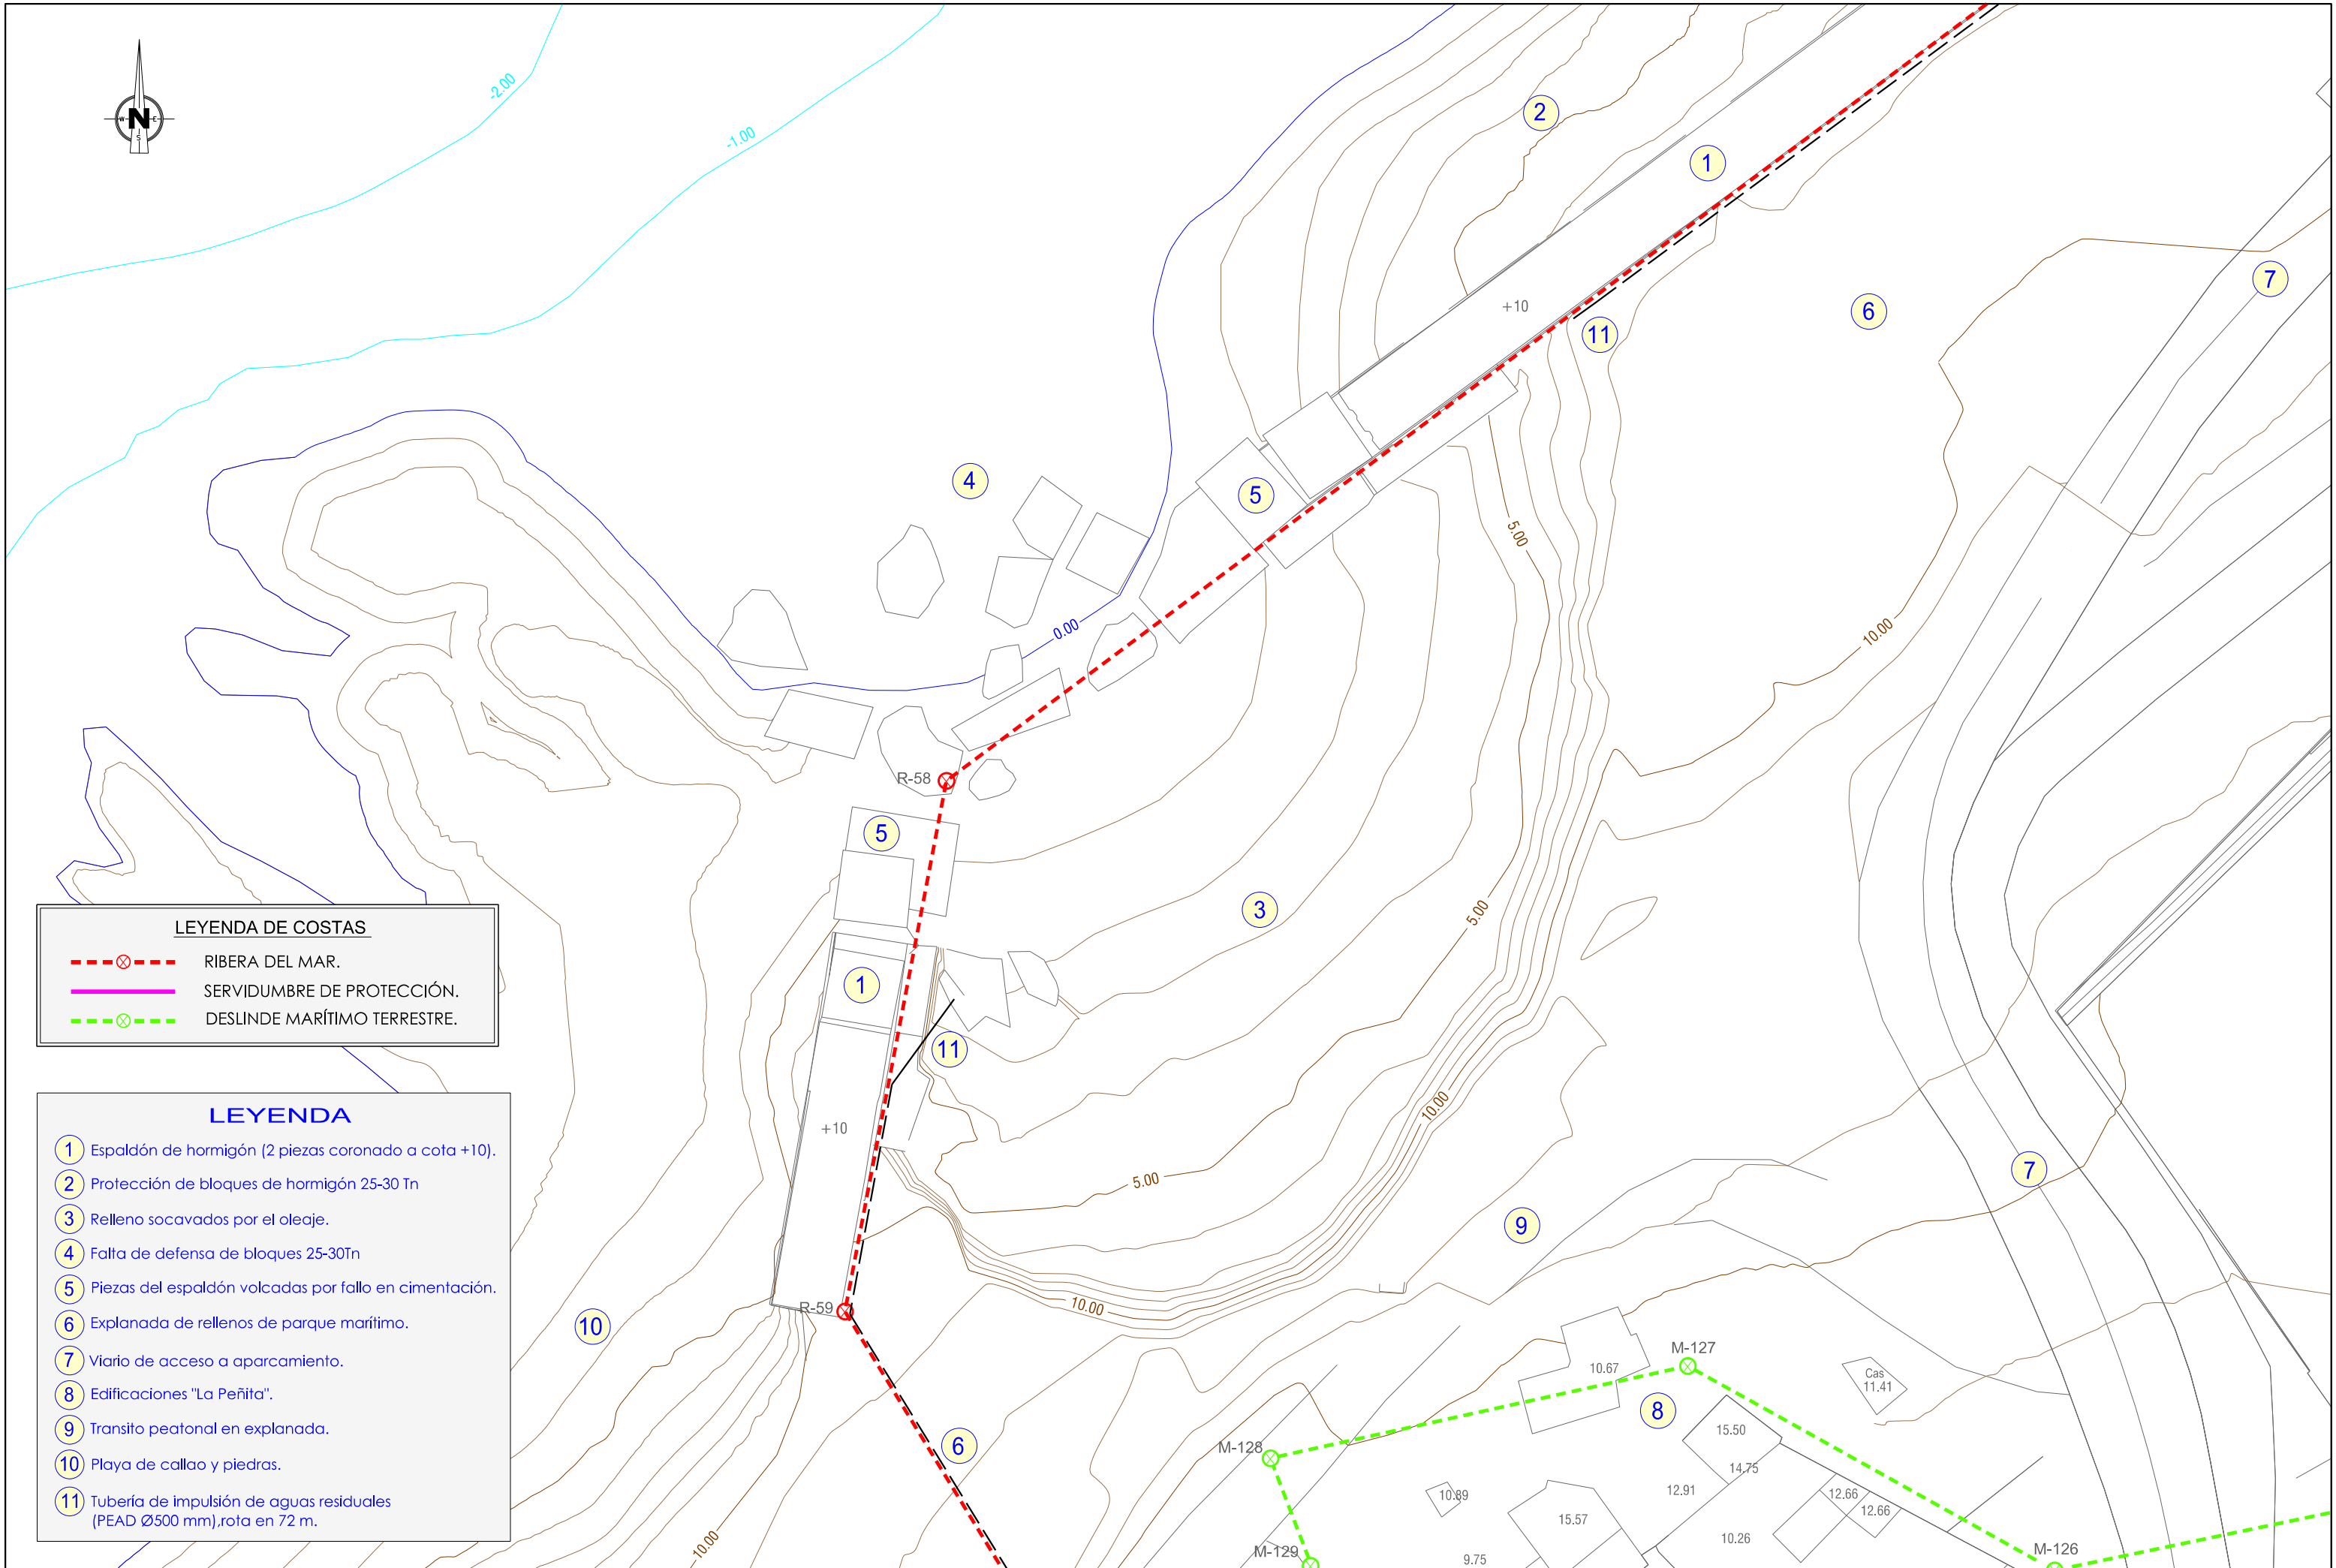 N
W
E
S
-2.00
-1.00
2
1
7
6
+10
11
4
5
5.00
0.00
10.00
R-58
5
3
5.00
1
11
10.00
+10
5.00
7
9
R-59
10.00
10
6
LEYENDA DE COSTAS
RIBERA DEL MAR.
SERVIDUMBRE DE PROTECCIÓN.
DESLINDE MARÍTIMO TERRESTRE.
LEYENDA
1 Espaldón de hormigón (2 piezas coronado a cota +10).
2 Protección de bloques de hormigón 25-30 Tn
3 Relleno socavados por el oleaje.
4 Falta de defensa de bloques 25-30Tn
5 Piezas del espaldón volcadas por fallo en cimentación.
6 Explanada de rellenos de parque marítimo.
7 Viario de acceso a aparcamiento.
8 Edificaciones "La Peñita".
9 Transito peatonal en explanada.
10 Playa de callao y piedras.
11 Tubería de impulsión de aguas residuales
(PEAD Ø500 mm),rota en 72 m.
10.00
M-127
10.67
Cas
11.41
8
15.50
M-128
14.75
10.89
12.91
12.66
12.66
15.57
10.26
M-129
9.75
M-126